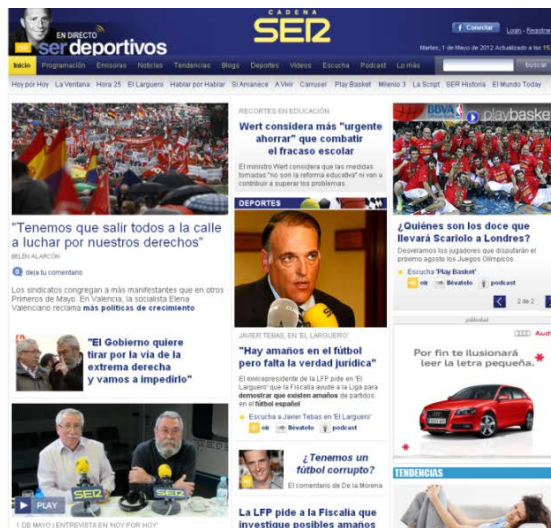 EN DIRECTO
ser deportivos
CADENA
SER
Conectar
Login - Registrar
Martes, 1 de Mayo de 2012 Actualizado a las 15
Inicio Programación Emisoras Noticias Tendencias Blogs Deportes Vídeos Escucha Podcast Lo más
buscar
Hoy por Hoy La Ventana Hora 25 El Larguero Hablar por Hablar Si Amanece A Vivir Carrusel Play Basket Milenio 3 La Script SER Historia El Mundo Today
"Tenemos que salir todos a la calle
a luchar por nuestros derechos"
BELÉN ALARCÓN
0 deja tu comentario
Los sindicatos congregan a más manifestantes que en otros
Primeros de Mayo. En Valencia, la socialista Elena
Valenciano reclama más políticas de crecimiento
"El Gobierno quiere
tirar por la vía de la
extrema derecha
y vamos a impedirlo"
SER
SER
PLAY
1 DE MAYO | ENTREVISTA EN 'HOY POR HOY'
RECORTES EN EDUCACIÓN
Wert considera más "urgente
ahorrar" que combatir
el fracaso escolar
El ministro Wert considera que las medidas
tomadas "no son la reforma educativa" ni van a
contribuir a superar los problemas
DEPORTES
JAVIER TEBAS, EN 'EL LARGUERO'
"Hay amaños en el fútbol
pero falta la verdad jurídica"
El exvicepresidente de la LFP pide en 'El
Larguero' que la Fiscalía ayude a la Liga para
demostrar que existen amaños de partidos
en el fútbol español
Escucha a Javier Tebas en 'El Larguero'
oír llévatelo podcast
¿Tenemos un
fútbol corrupto?
El comentario de De la Morena
La LFP pide a la Fiscalía que
investigue posibles amaños
BBVA playbasket
¿Quiénes son los doce que
llevará Scariolo a Londres?
Desvelamos los jugadores que disputarán el
próximo agosto los Juegos Olímpicos
Escucha 'Play Basket'
oír llévatelo podcast
2 de 2
publicidad
Audi
Por fin te ilusionará
leer la letra pequeña.
TENDENCIAS